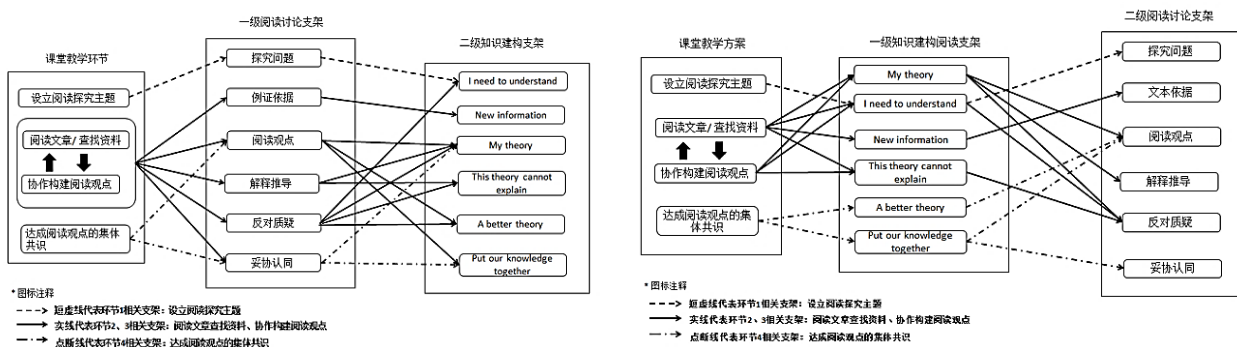 一级阅读讨论支架
课堂教学环节
二级知识建构支架
设立阅读探究主题
阅读文章/ 查找资料
协作构建阅读观点
达成阅读观点的集体
共识
探究问题
例证依据
阅读观点
解释推导
反对质疑
妥协认同
I need to understand
New information
My theory
This theory cannot
explain
A better theory
Put our knowledge
together
* 图标注释
短虚线代表环节1相关支架：设立阅读探究主题
实线代表环节2、3相关支架：阅读文章查找资料、协作构建阅读观点
点断线代表环节4相关支架：达成阅读观点的集体共识
二级阅读讨论支架
课堂教学方案
一级知识建构阅读支架
设立阅读探究主题
阅读文章/ 查找资料
协作构建阅读观点
达成阅读观点的集
体共识
My theory
I need to understand
New information
This theory cannot
explain
A better theory
Put our knowledge
together
探究问题
文本依据
阅读观点
解释推导
反对质疑
妥协认同
* 图标注释
短虚线代表环节1相关支架：设立阅读探究主题
实线代表环节2、3相关支架：阅读文章查找资料、协作构建阅读观点
点断线代表环节4相关支架：达成阅读观点的集体共识